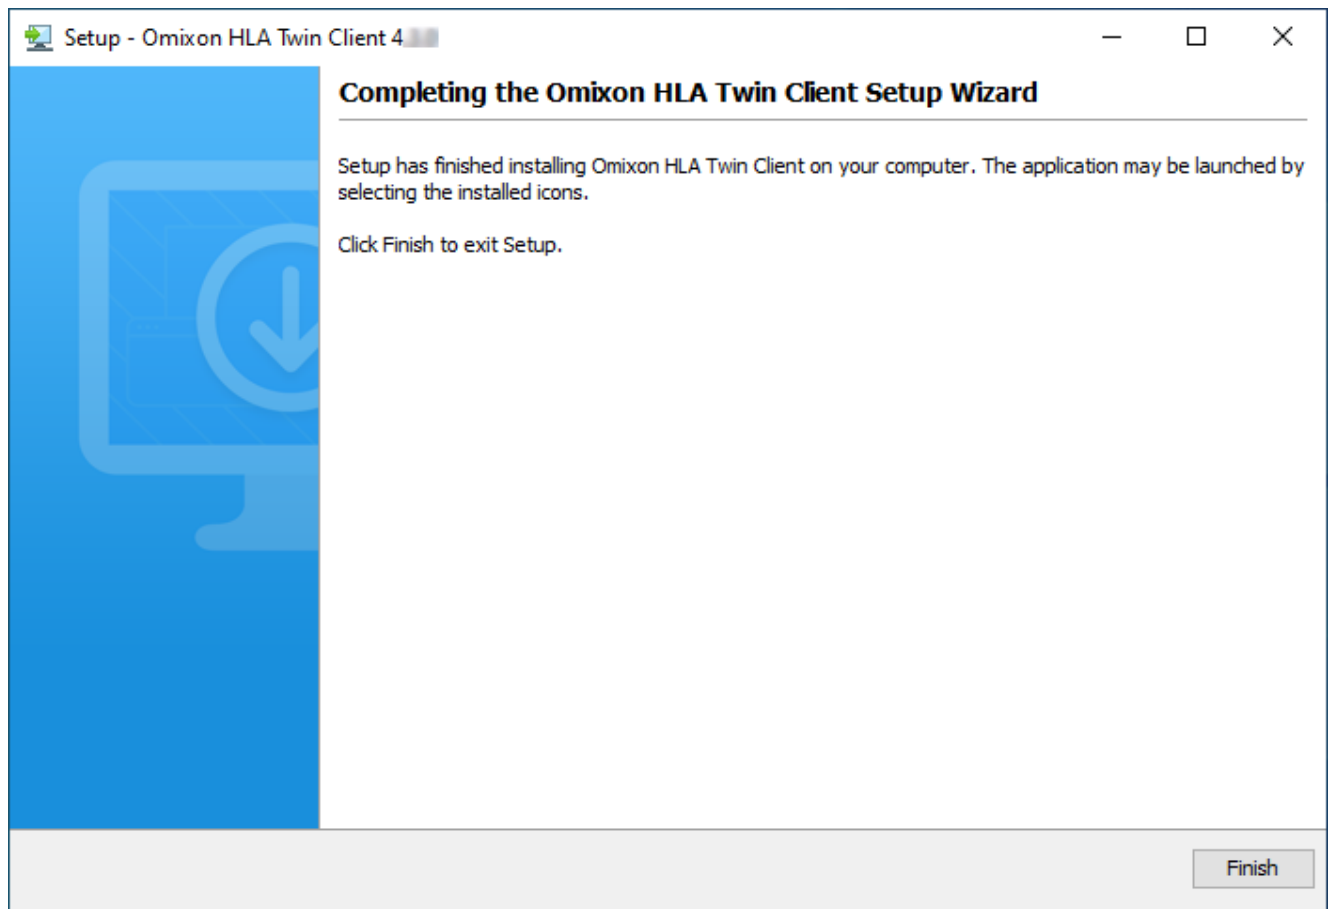 Setup - Omixon HLA Twin Client 4
Completing the Omixon HLA Twin Client Setup Wizard
Setup has finished installing Omixon HLA Twin Client on your computer. The application may be launched by
selecting the installed icons.
Click Finish to exit Setup.
Finish